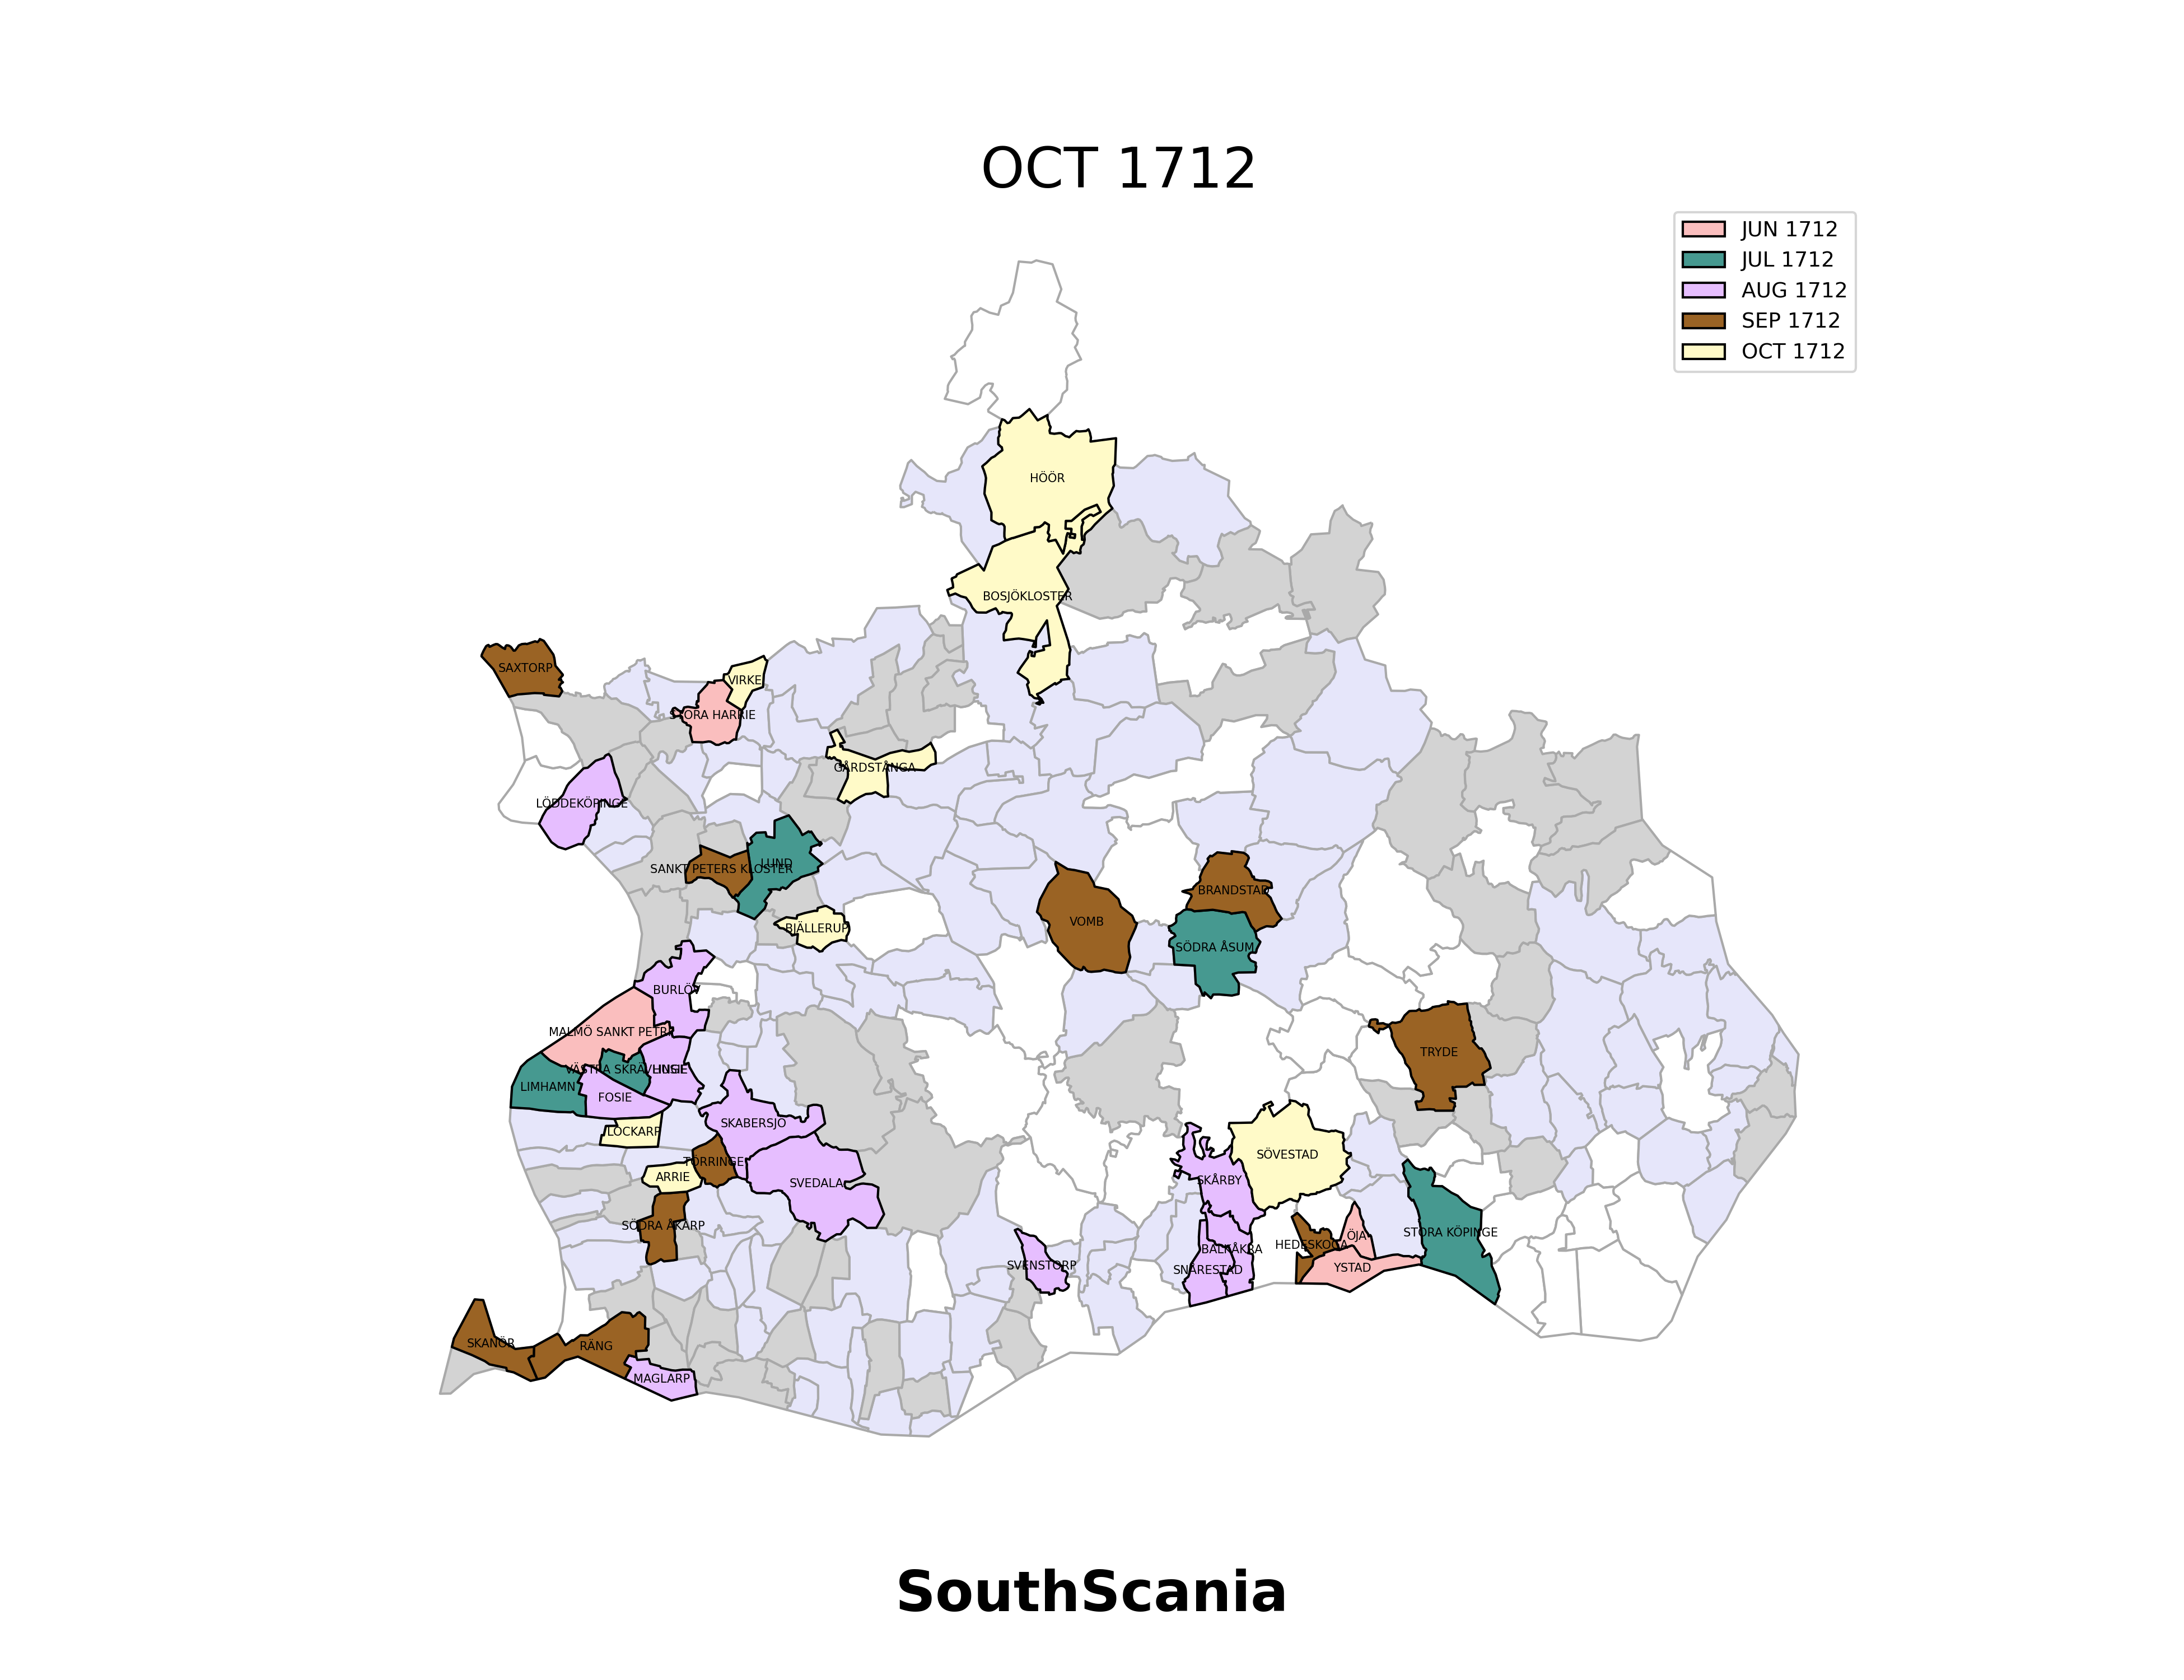 OCT 1712
JUN 1712
JUL 1712
AUG 1712
SEP 1712
OCT 1712
HÖÖR
BOSJÖKLOSTER
SAXTORP
VIRKE
STORA HARRIE
GÅRDSTÅNGA
LÖDDEKÖPINGE
LUND
SANKT PETERS KLOSTER
BRANDSTAD
VOMB
BJÄLLERUP
SÖDRA ÅSUM
BURLÖV
MALMÖ SANKT PETRI
TRYDE
VÄSTRA SKRÄVLINGE
HUSIE
LIMHAMN
FOSIE
SKABERSJÖ
LOCKARP
SÖVESTAD
TÖRRINGE
ARRIE
SKÅRBY
SVEDALA
SÖDRA ÅKARP
STORA KÖPINGE
ÖJA
HEDESKOGA
BALKÅKRA
SVENSTORP
YSTAD
SNÅRESTAD
SKANÖR
RÄNG
MAGLARP
SouthScania